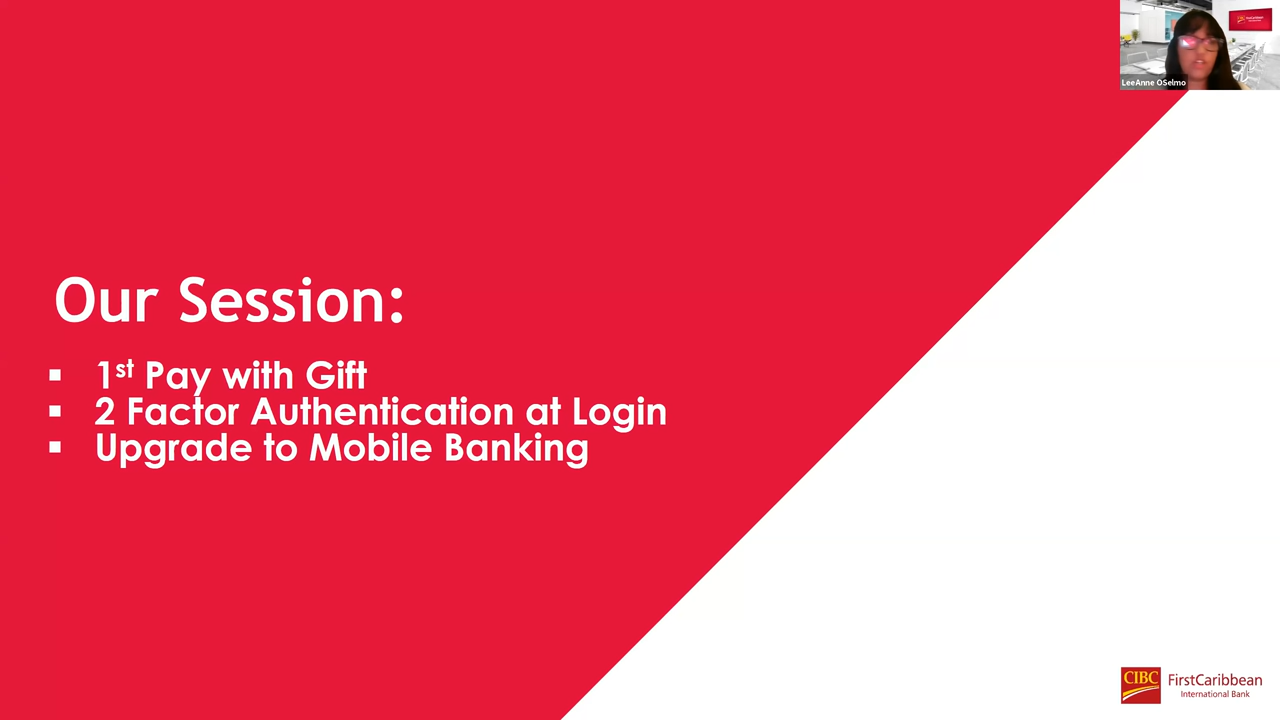 LeeAnne OSelmo
Our Session:
▪ 1st Pay with Gift
▪ 2 Factor Authentication at Login
▪ Upgrade to Mobile Banking
CIBC FirstCaribbean
International Bank